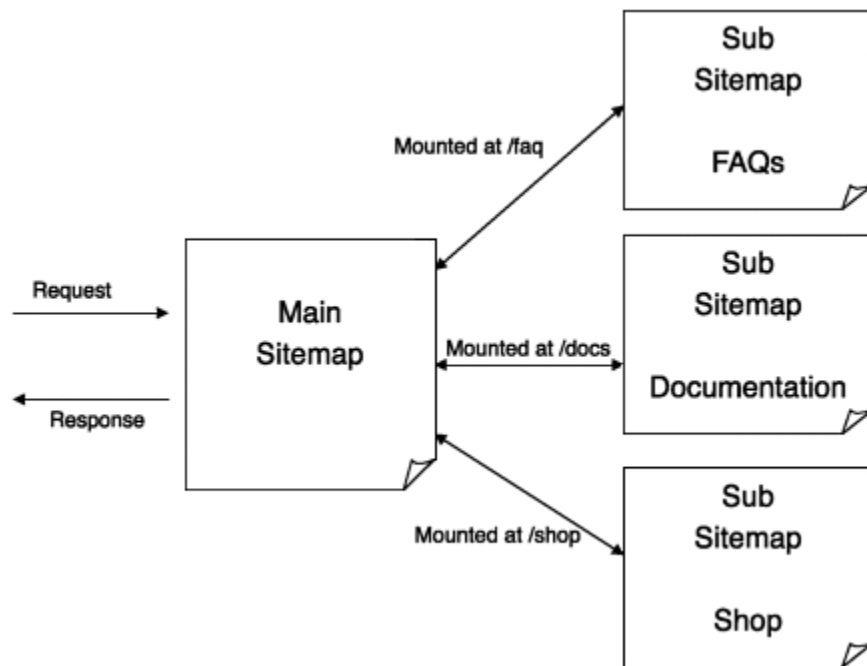 Sub
Sitemap
FAQs
Mounted at /faq
Sub
Sitemap
Documentation
Request
Main
Sitemap
Mounted at /docs
Response
Mounted at /shop
Sub
Sitemap
Shop